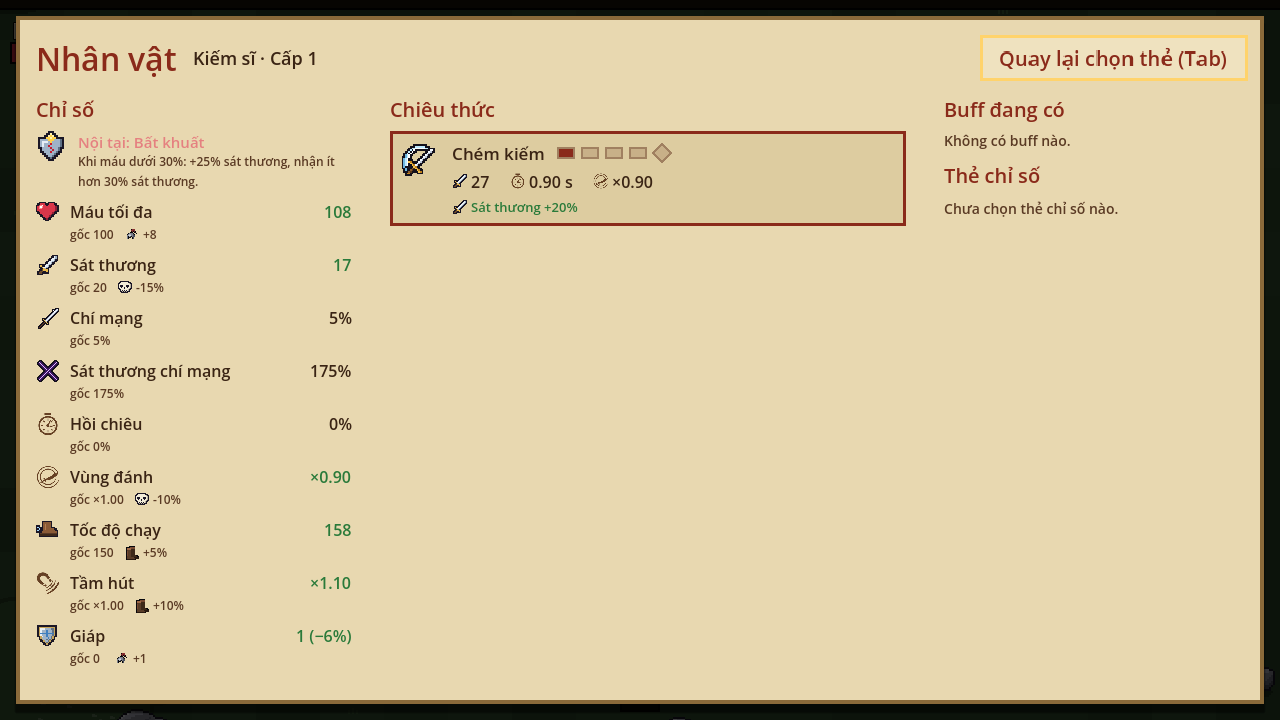 Nhân vật
Kiếm sĩ · Cấp 1
Quay lại chọn thẻ (Tab)
Chỉ số
Nội tại: Bất khuất
Khi máu dưới 30%: +25% sát thương, nhận ít
hơn 30% sát thương.
Máu tối đa 108
gốc 100 +8
Sát thương 17
gốc 20 -15%
Chí mạng 5%
gốc 5%
Sát thương chí mạng 175%
gốc 175%
Hồi chiêu 0%
gốc 0%
Vùng đánh ×0.90
gốc ×1.00 -10%
Tốc độ chạy 158
gốc 150 +5%
Tầm hút ×1.10
gốc ×1.00 +10%
Giáp 1 (−6%)
gốc 0 +1
Chiêu thức
Chém kiếm
27 0.90 s ×0.90
Sát thương +20%
Buff đang có
Không có buff nào.
Thẻ chỉ số
Chưa chọn thẻ chỉ số nào.